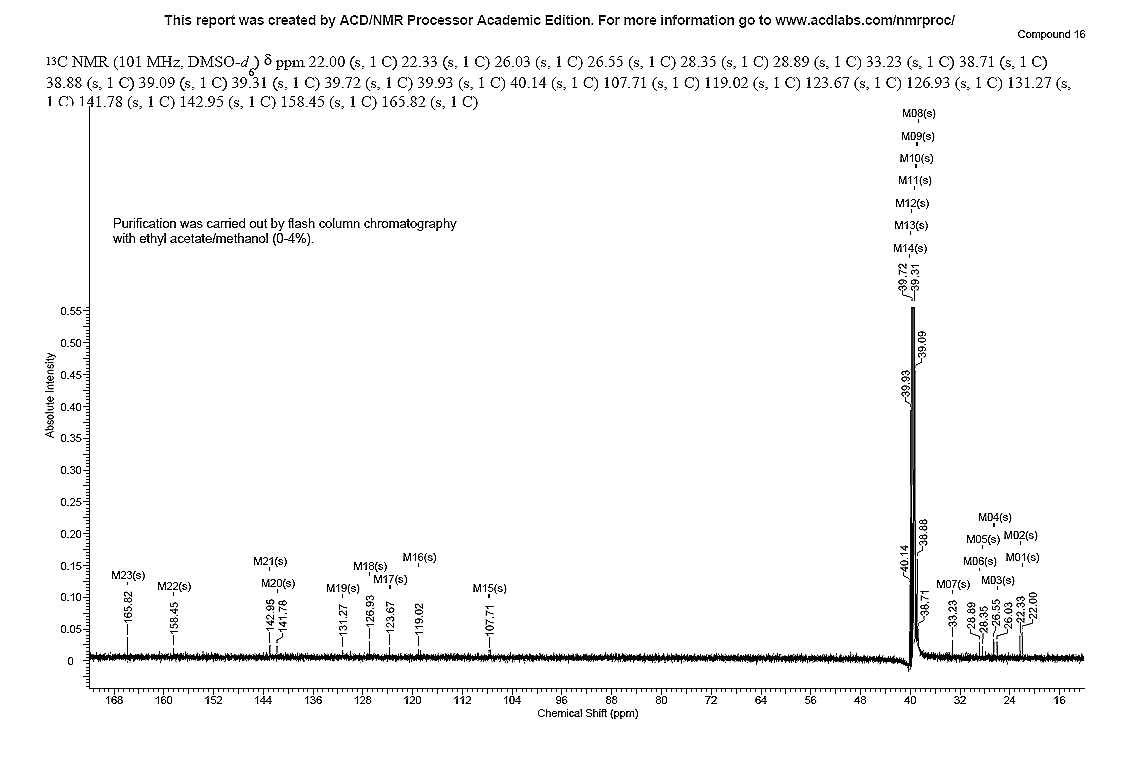 This report was created by ACD/NMR Processor Academic Edition. For more information go to www.acdlabs.com/nmrproc/
Compound 16
13C NMR (101 MHz, DMSO-d6) δ ppm 22.00 (s, 1 C) 22.33 (s, 1 C) 26.03 (s, 1 C) 26.55 (s, 1 C) 28.35 (s, 1 C) 28.89 (s, 1 C) 33.23 (s, 1 C) 38.71 (s, 1 C)
38.88 (s, 1 C) 39.09 (s, 1 C) 39.31 (s, 1 C) 39.72 (s, 1 C) 39.93 (s, 1 C) 40.14 (s, 1 C) 107.71 (s, 1 C) 119.02 (s, 1 C) 123.67 (s, 1 C) 126.93 (s, 1 C) 131.27 (s,
1 C) 141.78 (s, 1 C) 142.95 (s, 1 C) 158.45 (s, 1 C) 165.82 (s, 1 C)
M08(s)
M09(s)
M10(s)
M11(s)
M12(s)
M13(s)
M14(s)
Purification was carried out by flash column chromatography
with ethyl acetate/methanol (0-4%).
39.72 39.31
0.55
0.50
39.09
0.45
39.93
0.40
0.35
0.30
0.25
0.20
0.15
0.10
0.05
0
Absolute Intensity
M04(s)
M05(s) M02(s)
M06(s) M01(s)
M07(s) M03(s)
M23(s) M22(s) M21(s) M20(s) M19(s) M18(s) M17(s) M16(s) M15(s)
165.82 158.45 142.95 141.78 131.27 126.93 123.67 119.02 107.71 40.14 38.88 38.71 33.23 28.89 28.35 26.55 26.03 22.33 22.00
168 160 152 144 136 128 120 112 104 96 88 80 72 64 56 48 40 32 24 16
Chemical Shift (ppm)